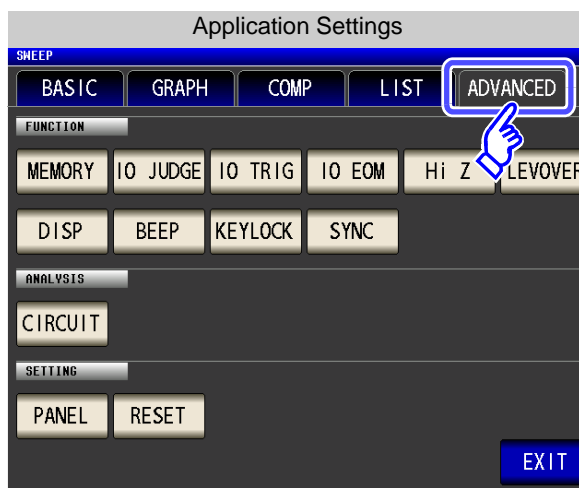 Application Settings
SWEEP
BASIC GRAPH COMP LIST ADVANCED
FUNCTION
MEMORY IO JUDGE IO TRIG IO EOM Hi Z LEVOVER
DISP BEEP KEYLOCK SYNC
ANALYSIS
CIRCUIT
SETTING
PANEL RESET
EXIT